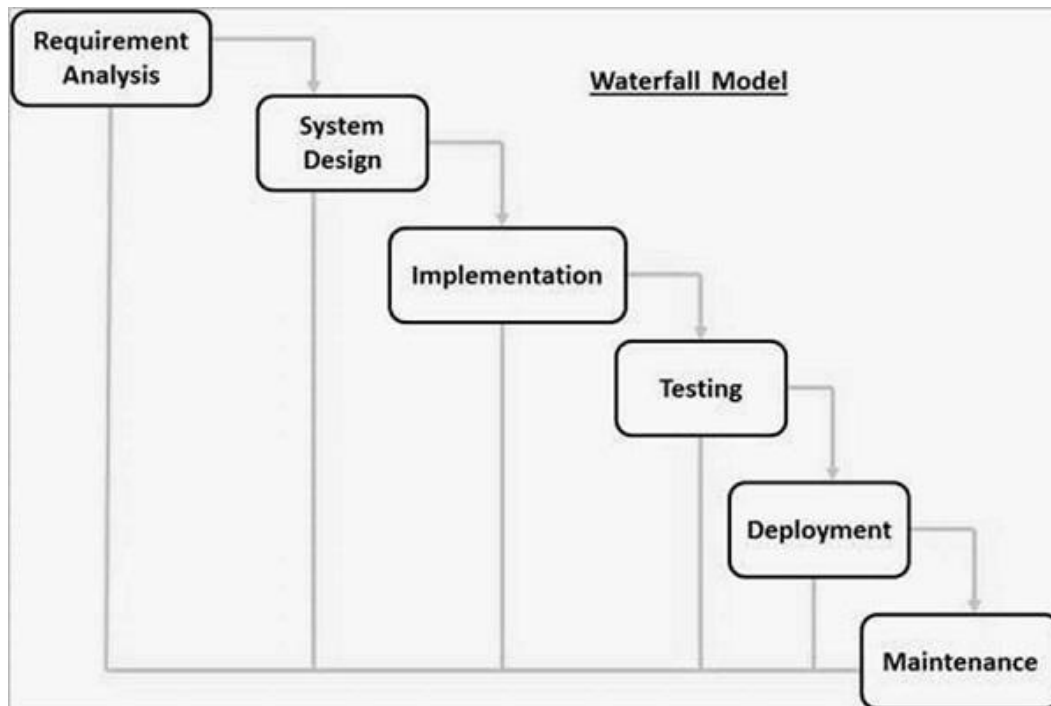 Requirement
Analysis
Waterfall Model
System
Design
Implementation
Testing
Deployment
Maintenance